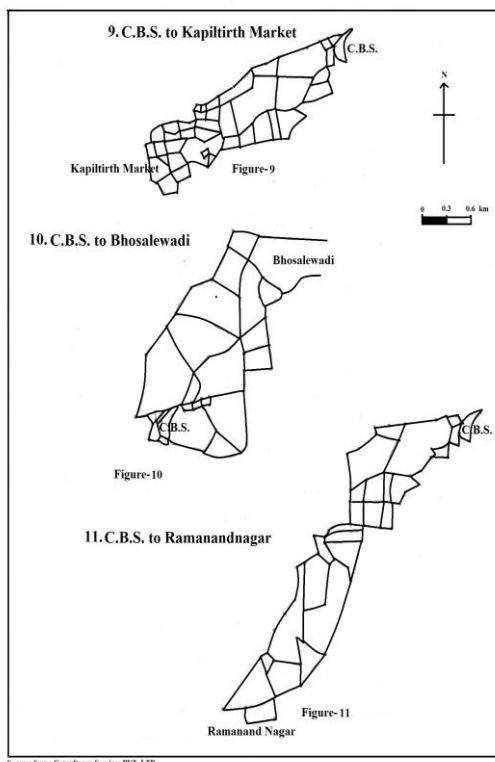 9. C.B.S. to Kapiltirth Market
C.B.S.
N
Kapiltirth Market
Figure-9
0 0.3 0.6 km
10. C.B.S. to Bhosalewadi
Bhosalewadi
C.B.S.
Figure-10
C.B.S.
11. C.B.S. to Ramanandnagar
Figure-11
Ramanand Nagar